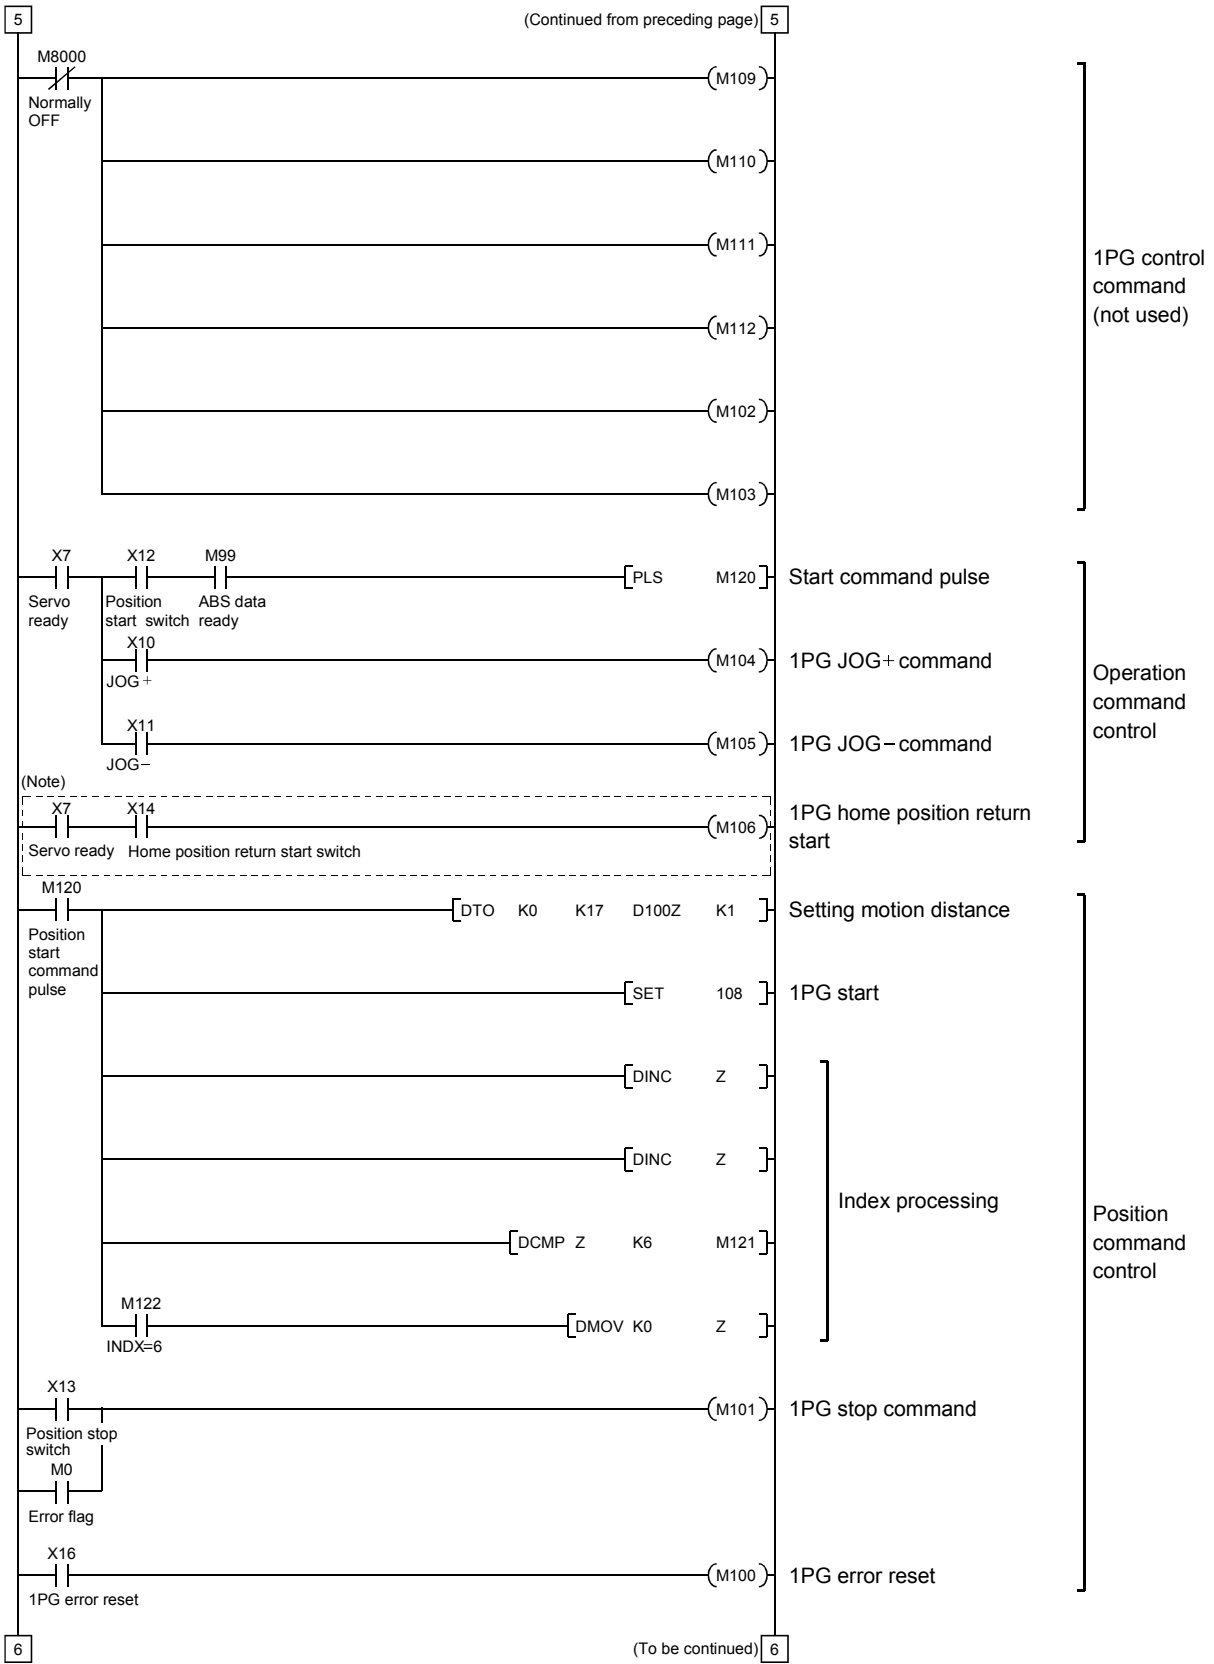 5 (Continued from preceding page) 5
M8000
Normally
OFF
M109
M110
M111
M112
M102
M103
1PG control
command
(not used)
X7 X12 M99
PLS M120 Start command pulse
Servo
ready
Position
start switch
ABS data
ready
X10
M104 1PG JOG+ command
JOG+
X11
M105 1PG JOG−command
JOG−
Operation
command
control
(Note)
X7 X14
M106
1PG home position return
start
Servo ready Home position return start switch
M120
DTO K0 K17 D100Z K1 Setting motion distance
Position
start
command
pulse
SET 108 1PG start
DINC Z
DINC Z
Index processing
DCMP Z K6 M121
M122
DMOV K0 Z
INDX=6
Position
command
control
X13
M101 1PG stop command
Position stop
switch
M0
Error flag
X16
M100 1PG error reset
1PG error reset
6 (To be continued) 6